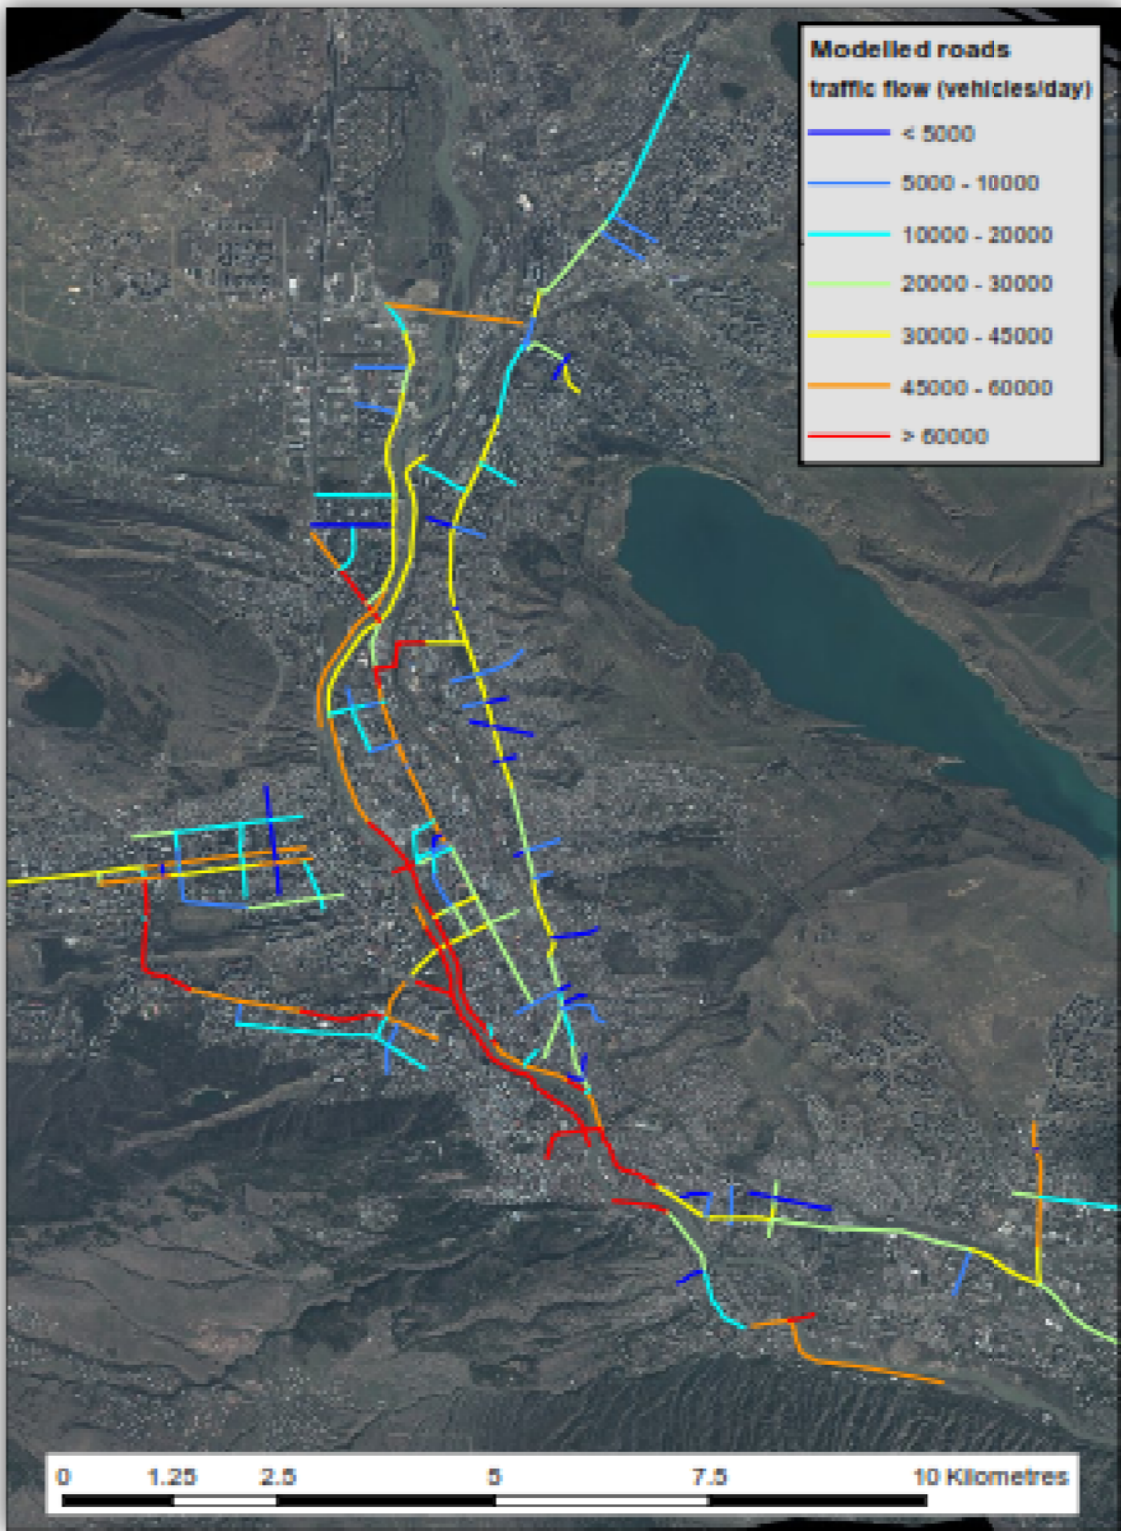 Modelled roads
traffic flow (vehicles/day)
< 5000
5000 - 10000
10000 - 20000
20000 - 30000
30000 - 45000
45000 - 60000
> 60000
0 1.25 2.5 5 7.5 10 Kilometres